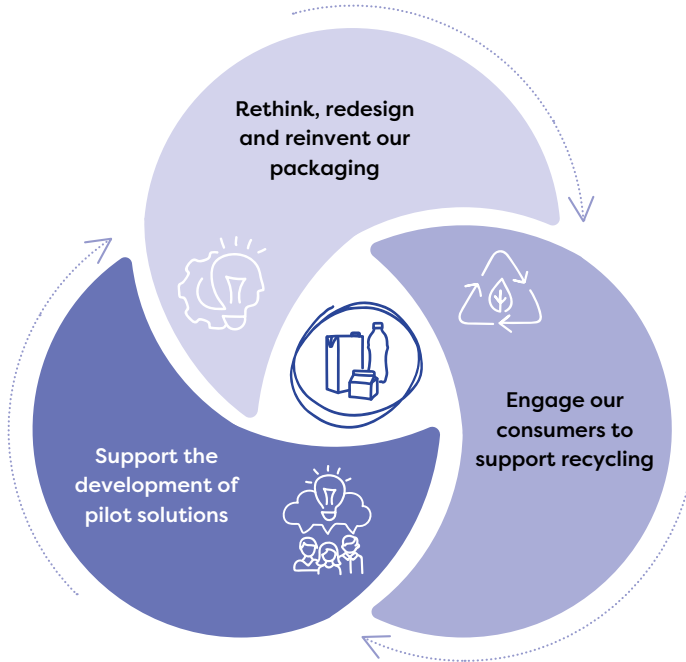 Rethink, redesign
and reinvent our
packaging
Engage our
consumers to
support recycling
Support the
development of
pilot solutions